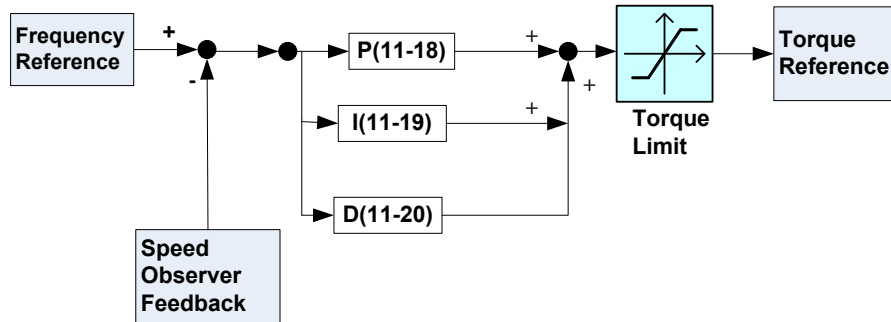 Frequency
Reference
+
-
P(11-18)
+
I(11-19)
+
+
D(11-20)
Torque
Limit
Torque
Reference
Speed
Observer
Feedback